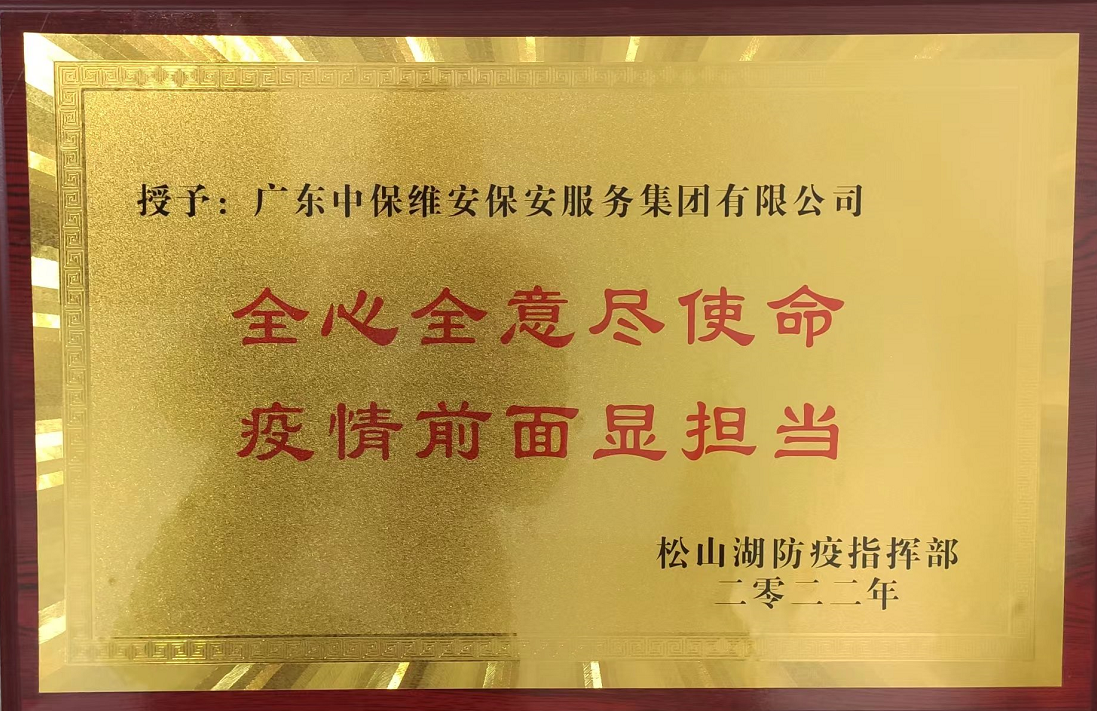 授予：广东中保维安保安服务集团有限公司
全心全意尽使命
疫情前面显担当
松山湖防疫指挥部
二零二二年